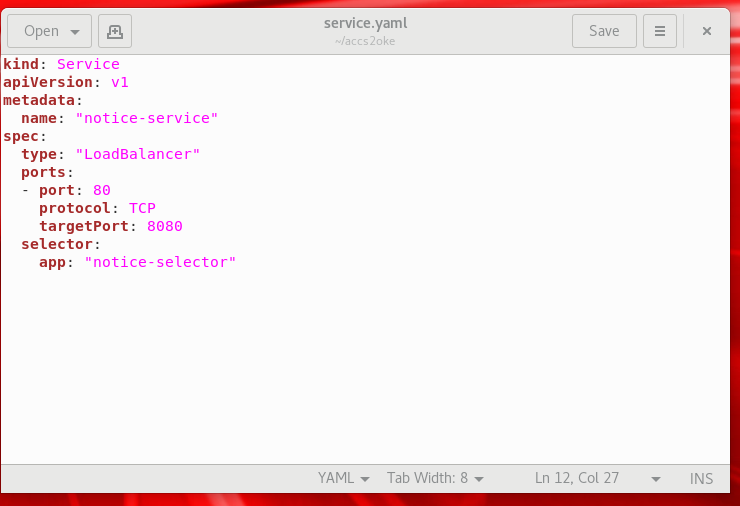 Open
service.yaml
~/accs2oke
Save
kind: Service
apiVersion: v1
metadata:
  name: "notice-service"
spec:
  type: "LoadBalancer"
  ports:
  - port: 80
    protocol: TCP
    targetPort: 8080
  selector:
    app: "notice-selector"
YAML Tab Width: 8 Ln 12, Col 27 INS